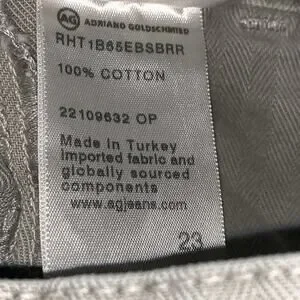 AG ADRIANO GOLDSCHMIED
RHT1B65EBSBRR
100% COTTON
22109632 OP
Made in Turkey
Imported fabric and
globally sourced
components
www.agjeans.com
23